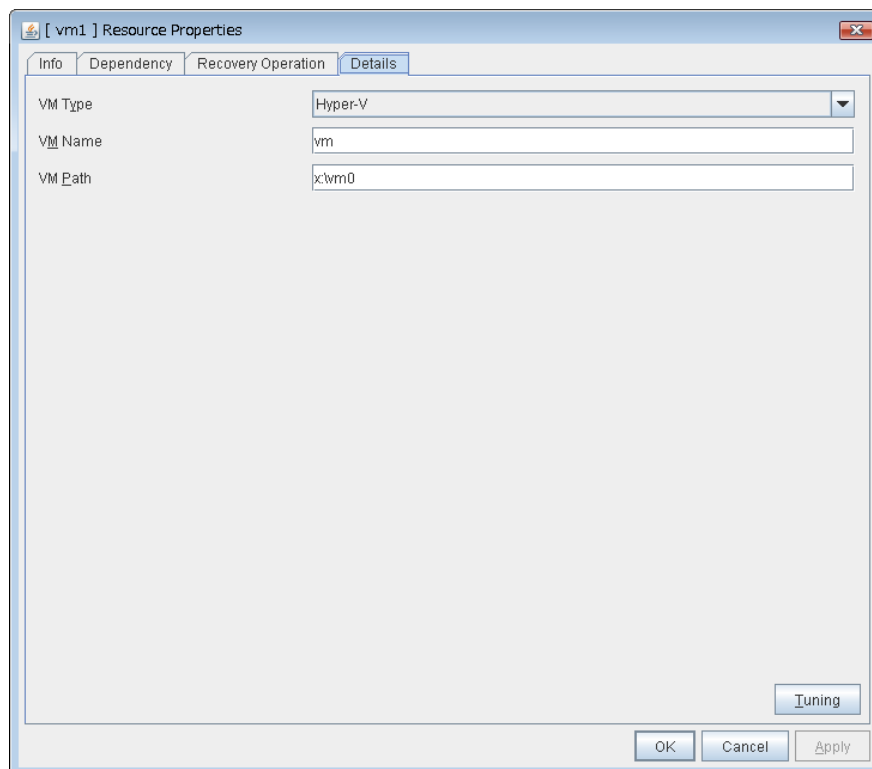 [ vm1 ] Resource Properties
Info Dependency Recovery Operation Details
VM Type Hyper-V
VM Name vm
VM Path x:\vm0
Tuning
OK Cancel Apply